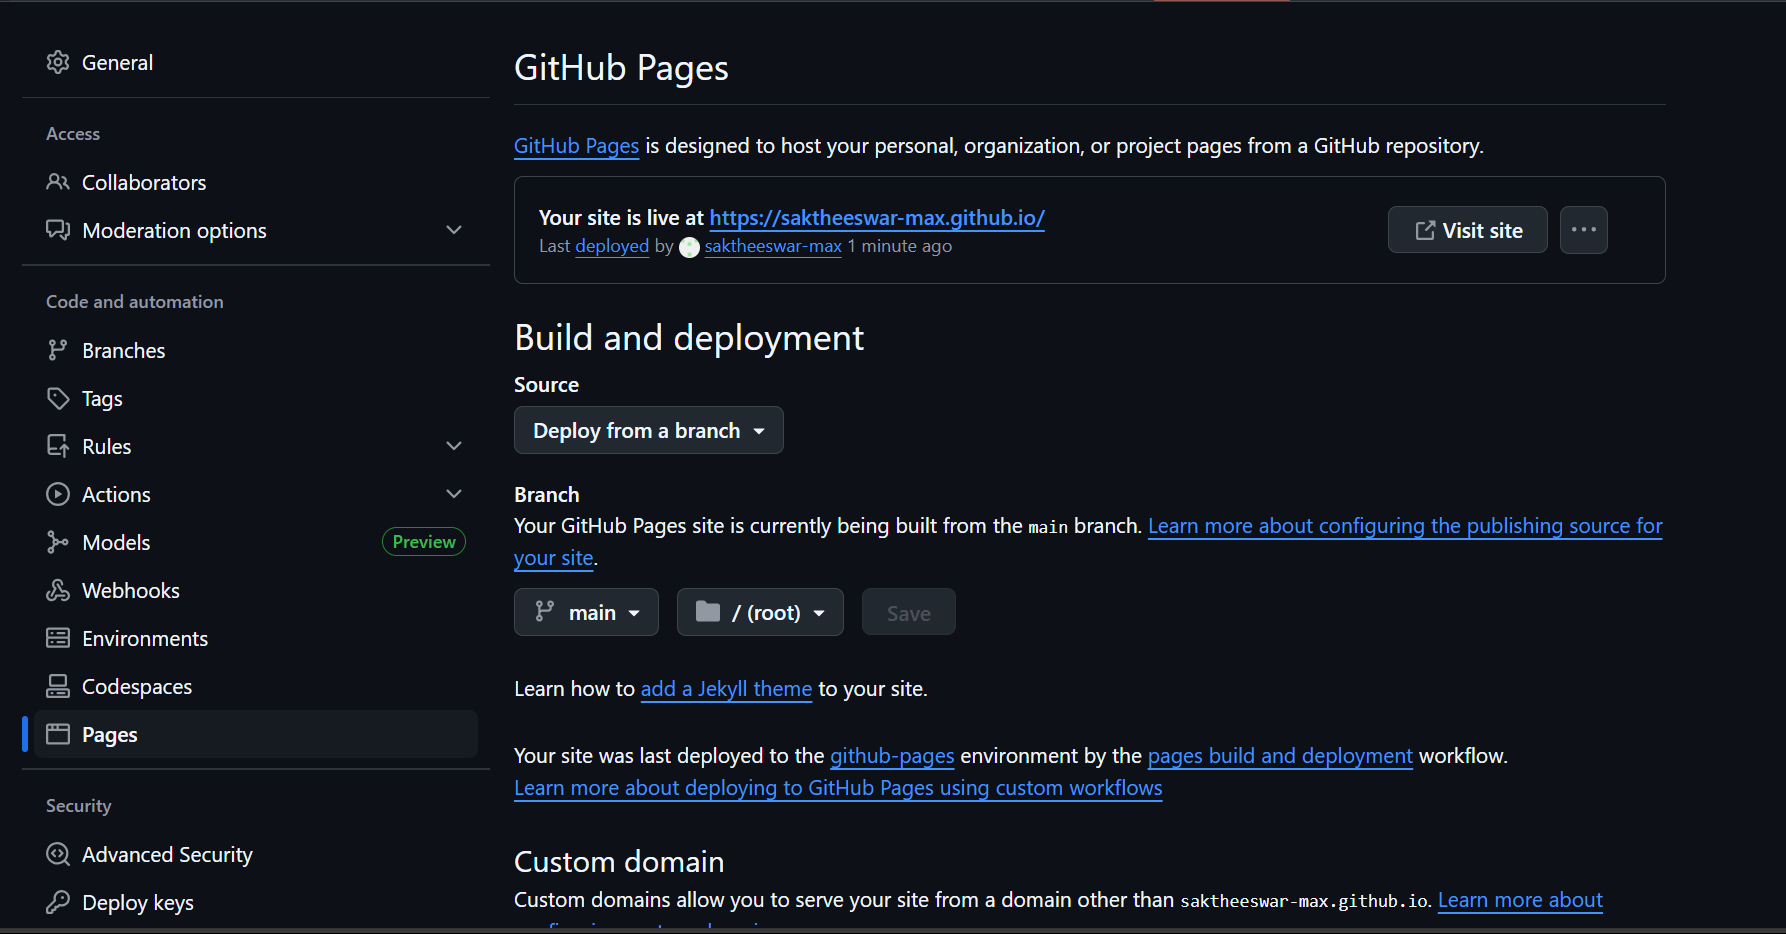 General
Access
Collaborators
Moderation options
Code and automation
Branches
Tags
Rules
Actions
Models Preview
Webhooks
Environments
Codespaces
Pages
Security
Advanced Security
Deploy keys
GitHub Pages
GitHub Pages is designed to host your personal, organization, or project pages from a GitHub repository.
Your site is live at https://saktheeswar-max.github.io/
Last deployed by saktheeswar-max 1 minute ago
Visit site
Build and deployment
Source
Deploy from a branch
Branch
Your GitHub Pages site is currently being built from the main branch. Learn more about configuring the publishing source for
your site.
main / (root) Save
Learn how to add a Jekyll theme to your site.
Your site was last deployed to the github-pages environment by the pages build and deployment workflow.
Learn more about deploying to GitHub Pages using custom workflows
Custom domain
Custom domains allow you to serve your site from a domain other than saktheeswar-max.github.io. Learn more about